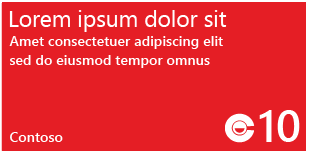 Lorem ipsum dolor sit
Amet consectetuer adipiscing elit
sed do eiusmod tempor omnus
10
Contoso